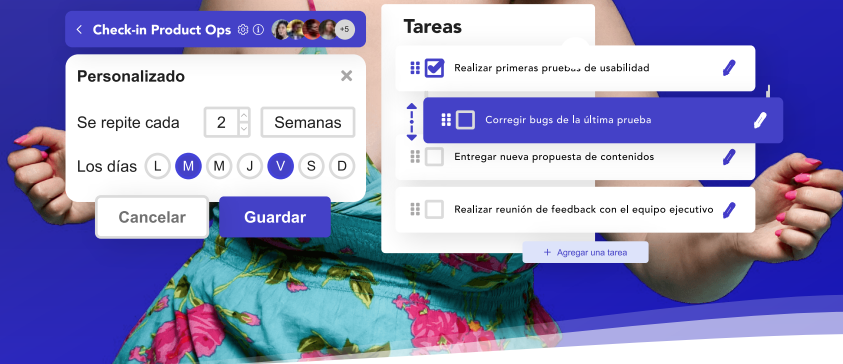 Check-in Product Ops
+5
Personalizado
Se repite cada
2
Semanas
Los días
L
M
M
J
V
S
D
Cancelar
Guardar
Tareas
Realizar primeras pruebas de usabilidad
Corregir bugs de la última prueba
Entregar nueva propuesta de contenidos
Realizar reunión de feedback con el equipo ejecutivo
+ Agregar una tarea